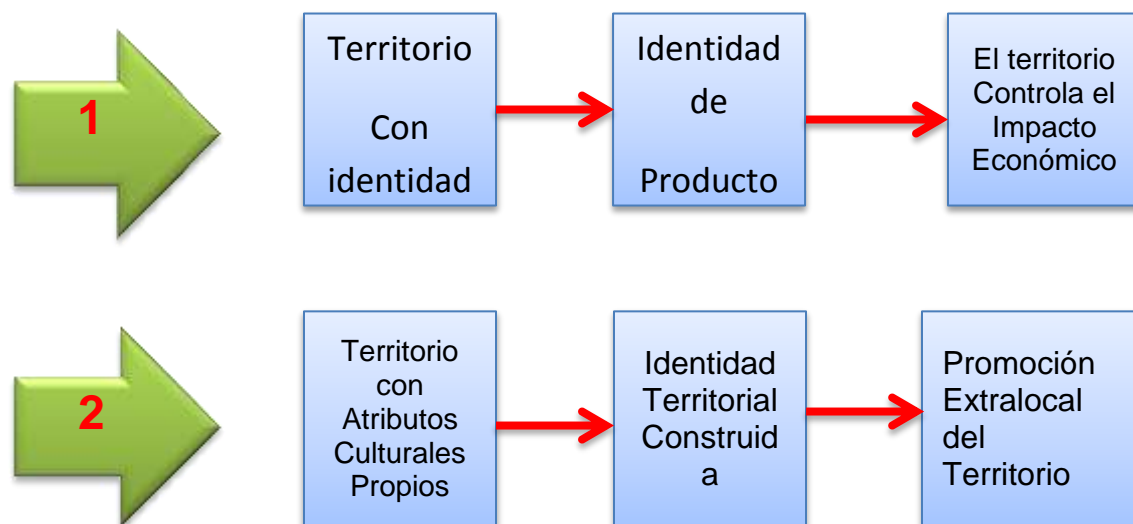 1
Territorio
Con
identidad
Identidad
de
Producto
El territorio
Controla el
Impacto
Económico
2
Territorio
con
Atributos
Culturales
Propios
Identidad
Territorial
Construid
a
Promoción
Extralocal
del
Territorio